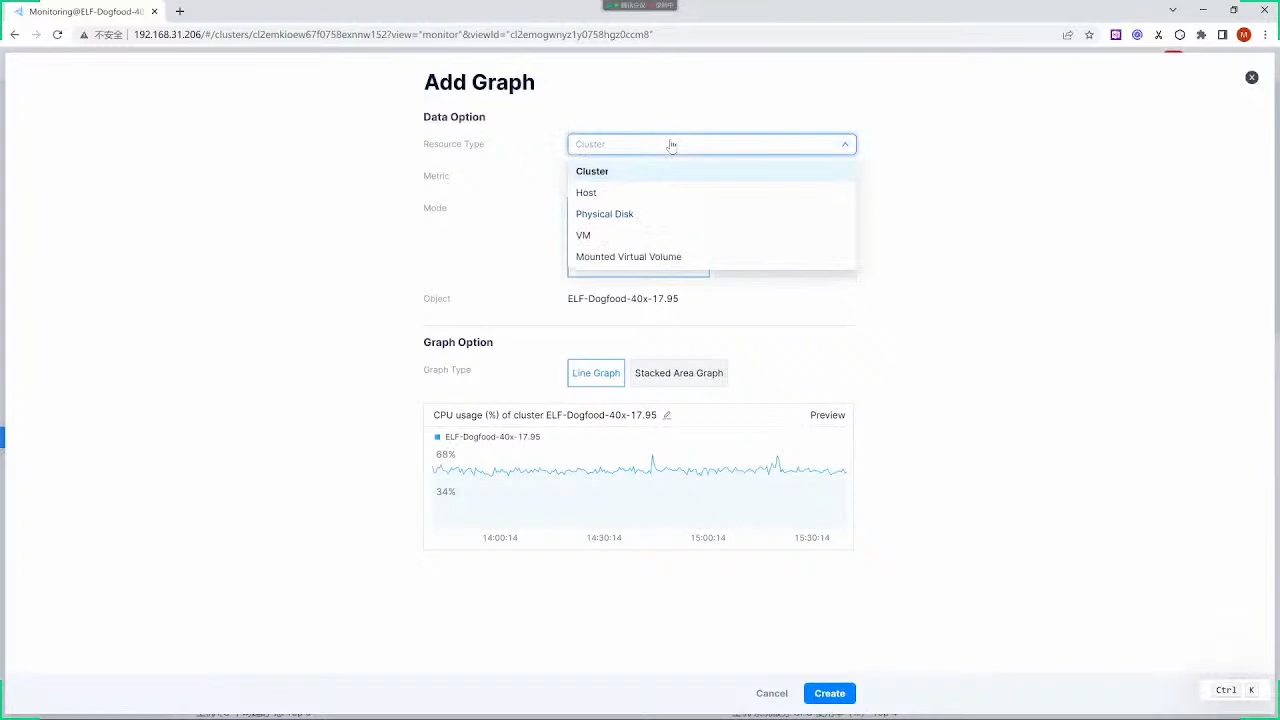 Monitoring@ELF-Dogfood-40
不安全
192.168.31.206/#/clusters/cl2emkioew67f0758exnnw152?view="monitor"&viewId="cl2emogwnyz1y0758hgz0ccm8"
M
Add Graph
Data Option
Resource Type
Cluster
Cluster
Metric
Host
Mode
Physical Disk
VM
Mounted Virtual Volume
Object
ELF-Dogfood-40x-17.95
Graph Option
Graph Type
Line Graph
Stacked Area Graph
CPU usage (%) of cluster ELF-Dogfood-40x-17.95
Preview
ELF-Dogfood-40x-17.95
68%
34%
14:00:14
14:30:14
15:00:14
15:30:14
Cancel
Create
Ctrl
K